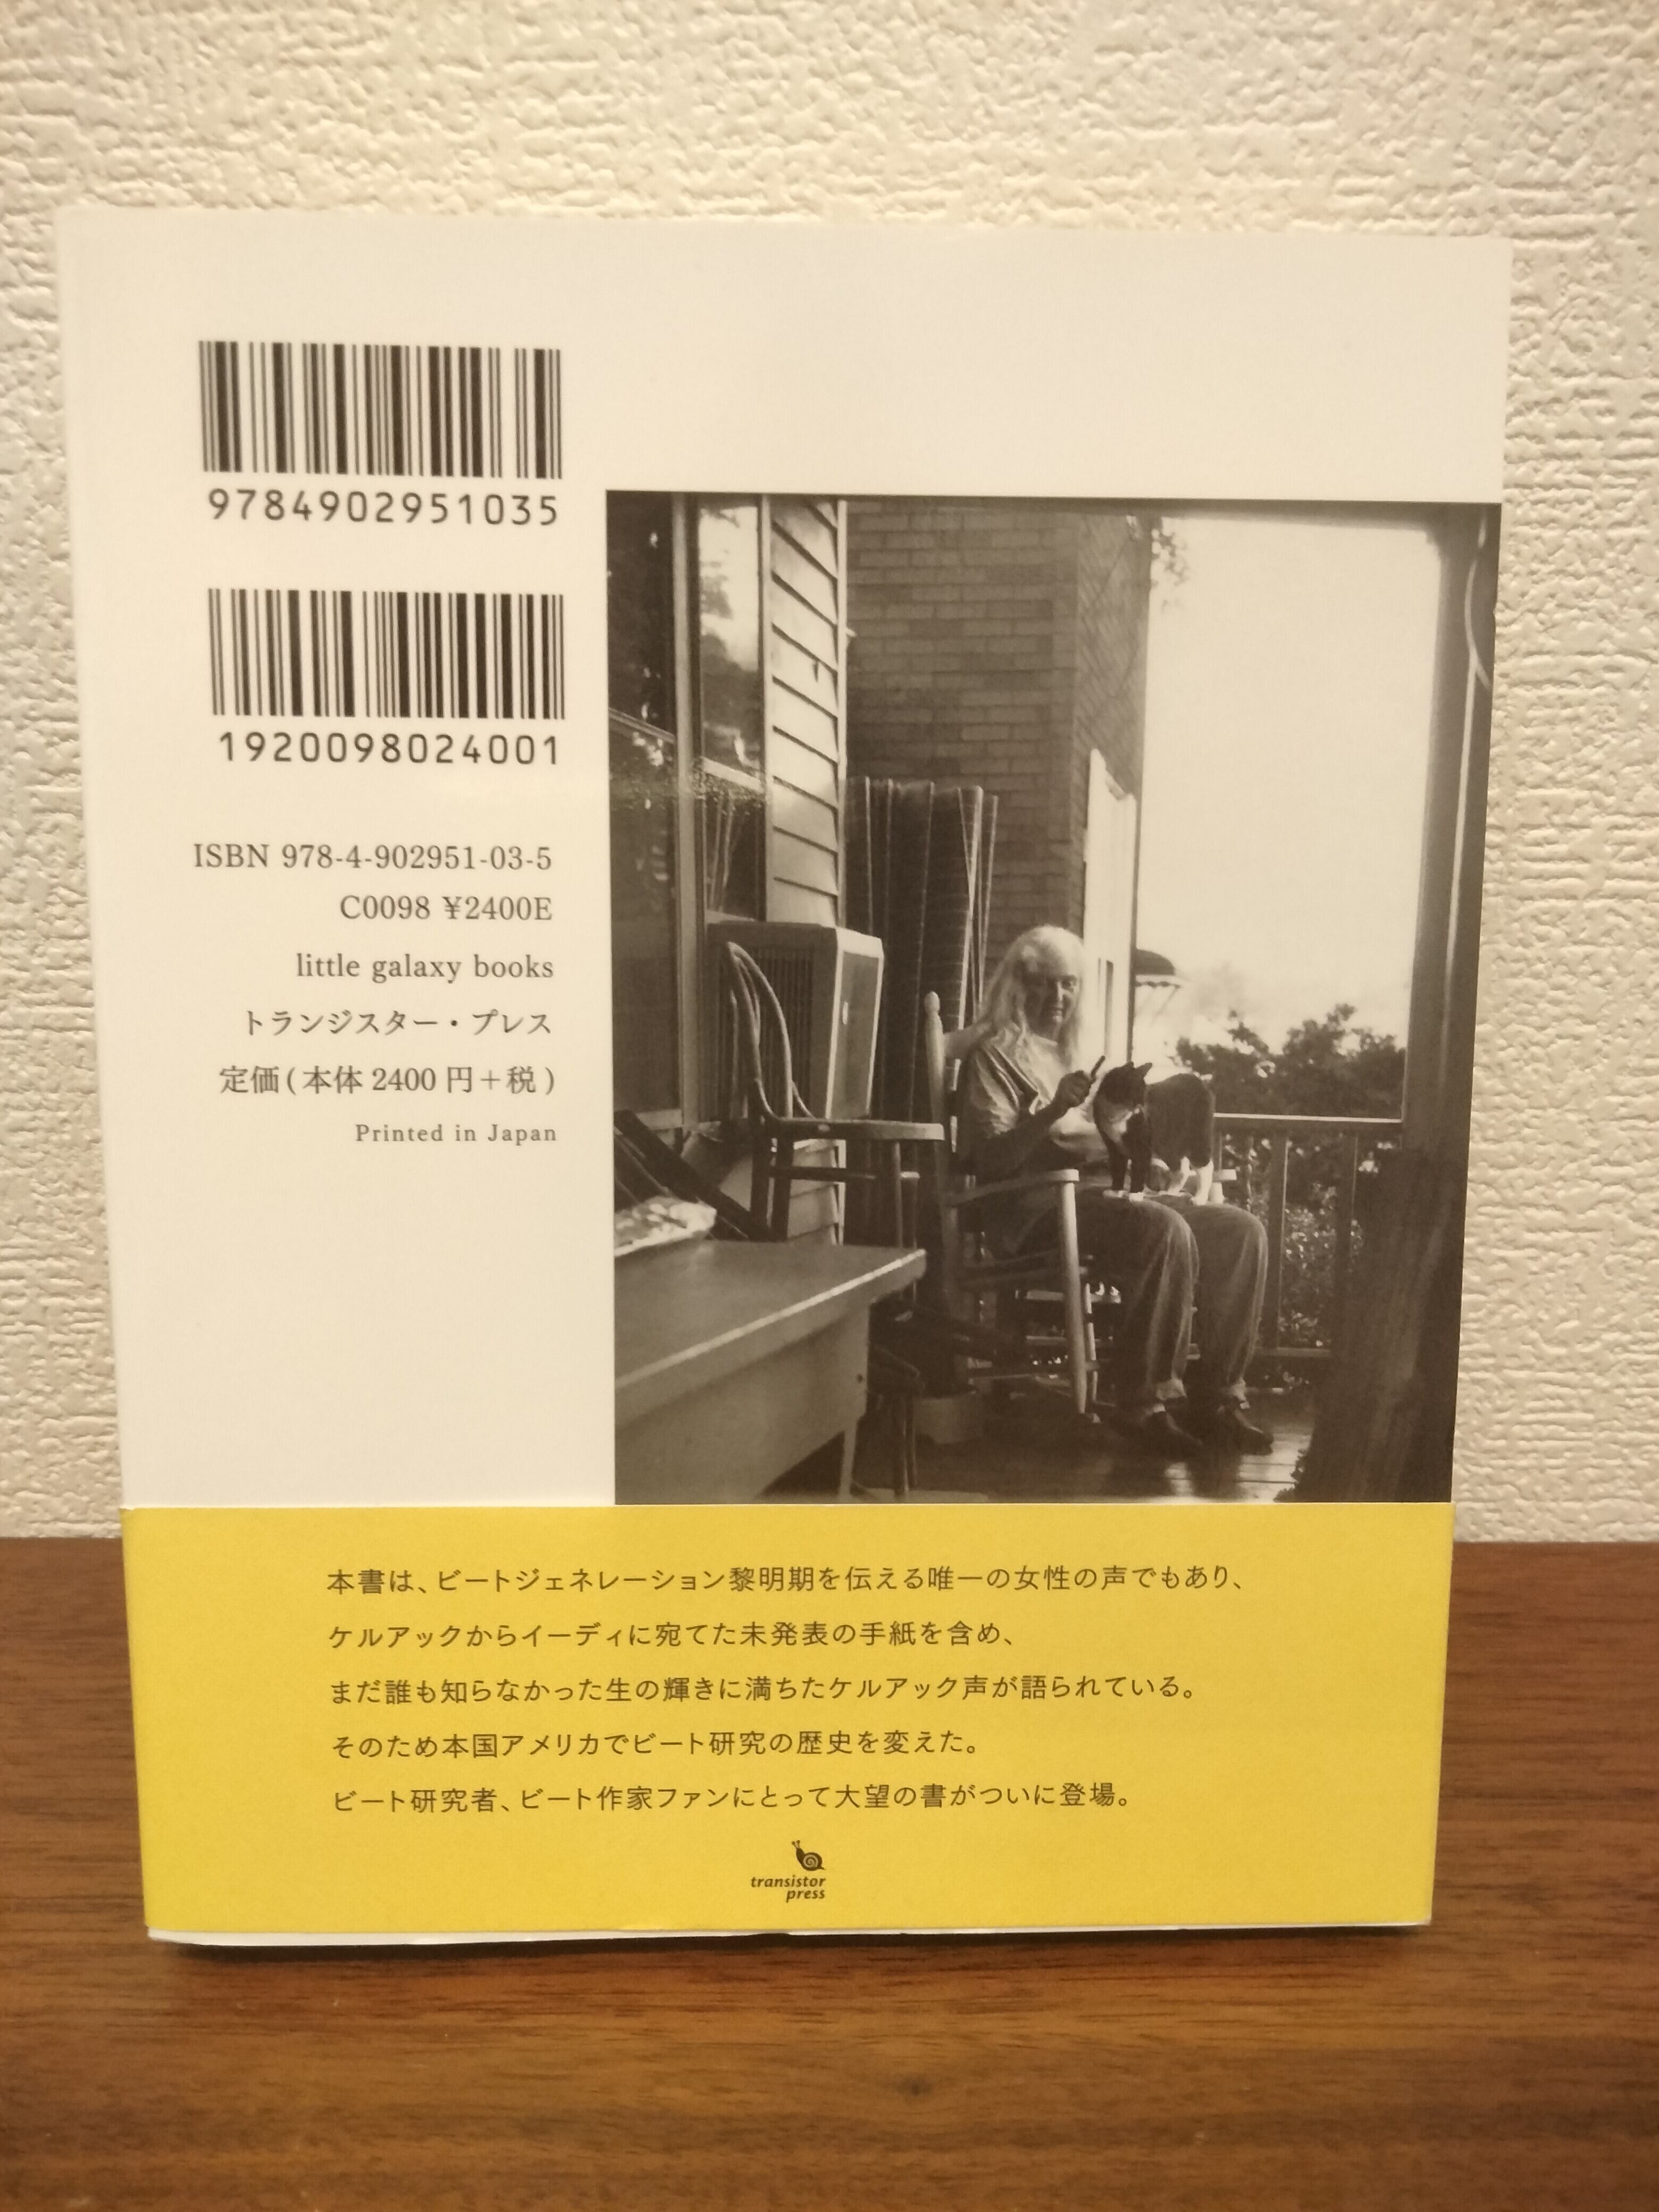 9784902951035
1920098024001
ISBN 978-4-902951-03-5
C0098 ¥2400E
little galaxy books
トランジスター・プレス
定価(本体 2400 円＋税)
Printed in Japan
本書は、ビートジェネレーション黎明期を伝える唯一の女性の声でもあり、
ケルアックからイーディに宛てた未発表の手紙を含め、
まだ誰も知らなかった生の輝きに満ちたケルアック声が語られている。
そのため本国アメリカでビート研究の歴史を変えた。
ビート研究者、ビート作家ファンにとって大望の書がついに登場。
transistor
press